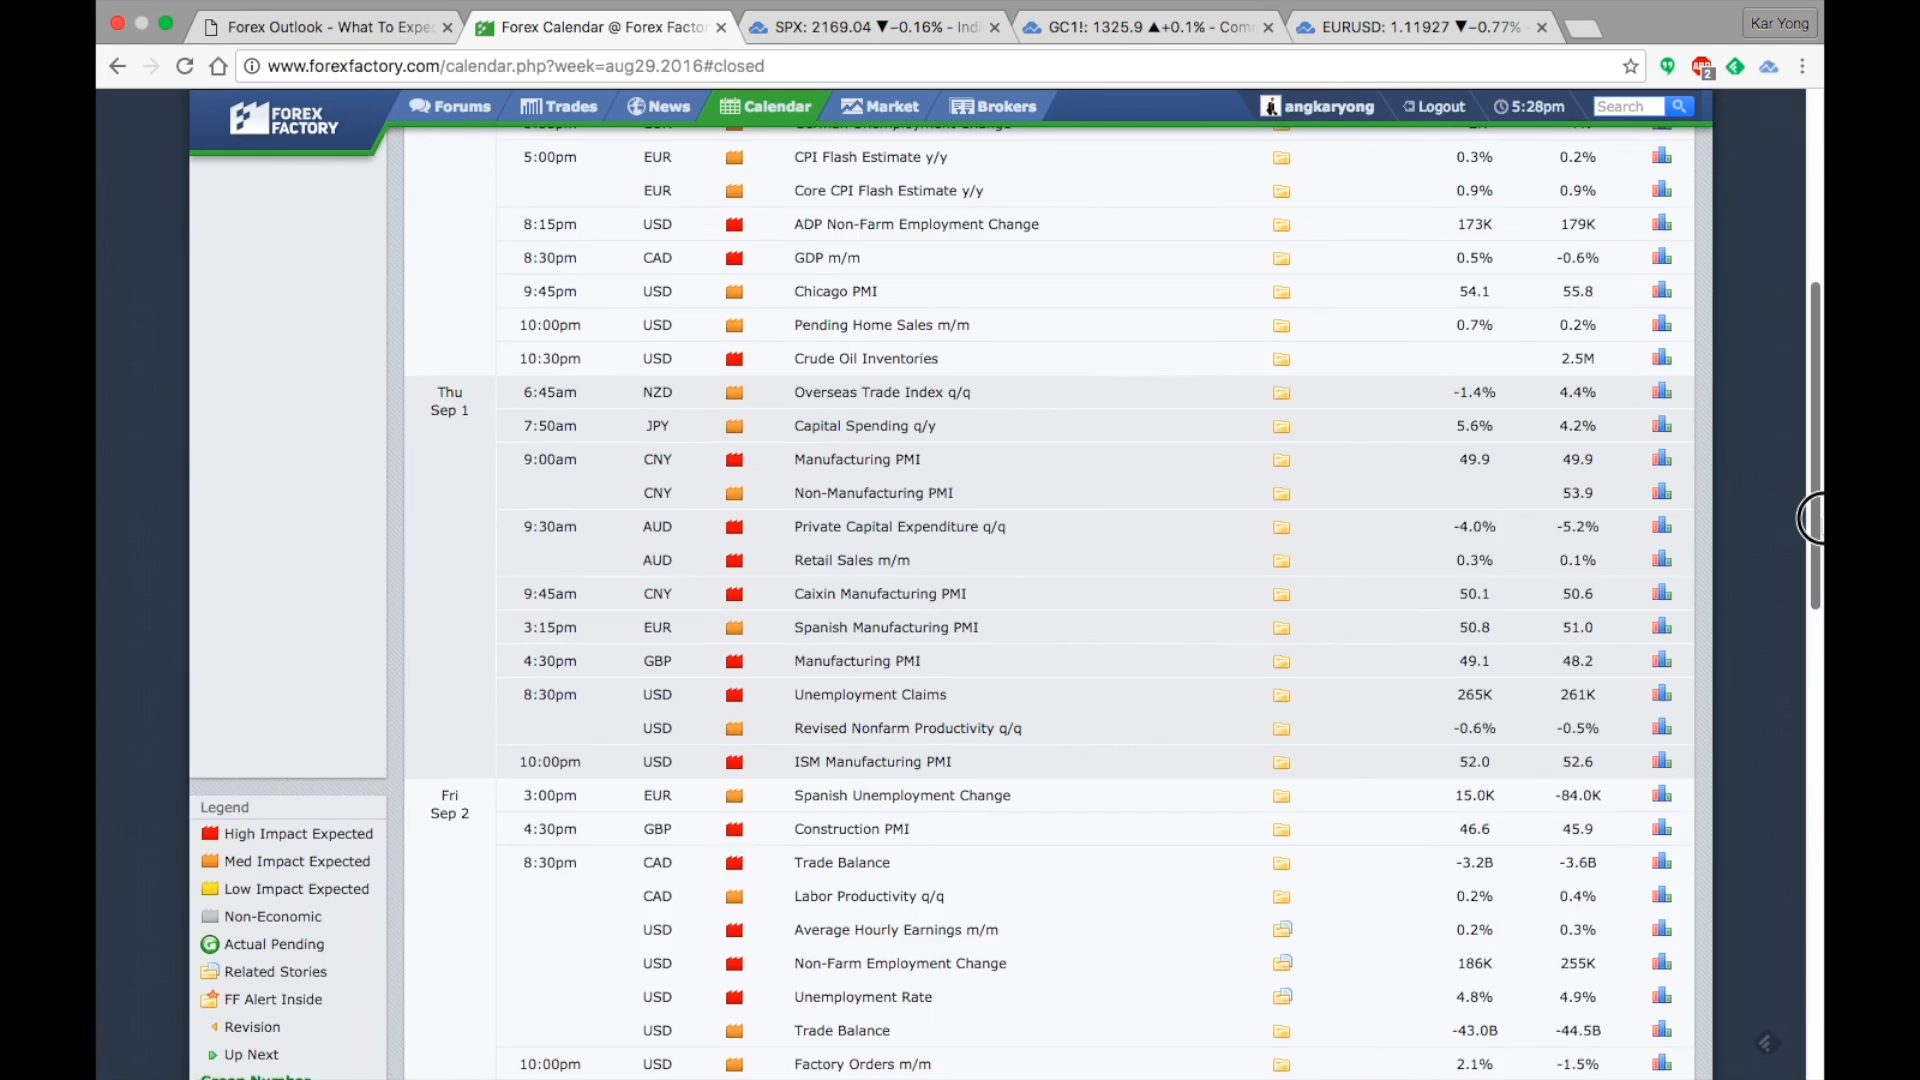 Forex Outlook - What To Expec
Forex Calendar @ Forex Factor
SPX: 2169.04 ▼−0.16% - Indi
GC1!: 1325.9 ▲+0.1% - Com
EURUSD: 1.11927 ▼−0.77% -
Kar Yong
www.forexfactory.com/calendar.php?week=aug29.2016#closed
2
FOREX FACTORY
Forums Trades News Calendar Market Brokers angkaryong Logout 5:28pm Search
5:00pm EUR CPI Flash Estimate y/y 0.3% 0.2%
EUR Core CPI Flash Estimate y/y 0.9% 0.9%
8:15pm USD ADP Non-Farm Employment Change 173K 179K
8:30pm CAD GDP m/m 0.5% -0.6%
9:45pm USD Chicago PMI 54.1 55.8
10:00pm USD Pending Home Sales m/m 0.7% 0.2%
10:30pm USD Crude Oil Inventories 2.5M
Thu Sep 1
6:45am NZD Overseas Trade Index q/q -1.4% 4.4%
7:50am JPY Capital Spending q/y 5.6% 4.2%
9:00am CNY Manufacturing PMI 49.9 49.9
CNY Non-Manufacturing PMI 53.9
9:30am AUD Private Capital Expenditure q/q -4.0% -5.2%
AUD Retail Sales m/m 0.3% 0.1%
9:45am CNY Caixin Manufacturing PMI 50.1 50.6
3:15pm EUR Spanish Manufacturing PMI 50.8 51.0
4:30pm GBP Manufacturing PMI 49.1 48.2
8:30pm USD Unemployment Claims 265K 261K
USD Revised Nonfarm Productivity q/q -0.6% -0.5%
10:00pm USD ISM Manufacturing PMI 52.0 52.6
Fri Sep 2
3:00pm EUR Spanish Unemployment Change 15.0K -84.0K
4:30pm GBP Construction PMI 46.6 45.9
8:30pm CAD Trade Balance -3.2B -3.6B
CAD Labor Productivity q/q 0.2% 0.4%
USD Average Hourly Earnings m/m 0.2% 0.3%
USD Non-Farm Employment Change 186K 255K
USD Unemployment Rate 4.8% 4.9%
USD Trade Balance -43.0B -44.5B
10:00pm USD Factory Orders m/m 2.1% -1.5%
Legend
High Impact Expected
Med Impact Expected
Low Impact Expected
Non-Economic
Actual Pending
Related Stories
FF Alert Inside
Revision
Up Next